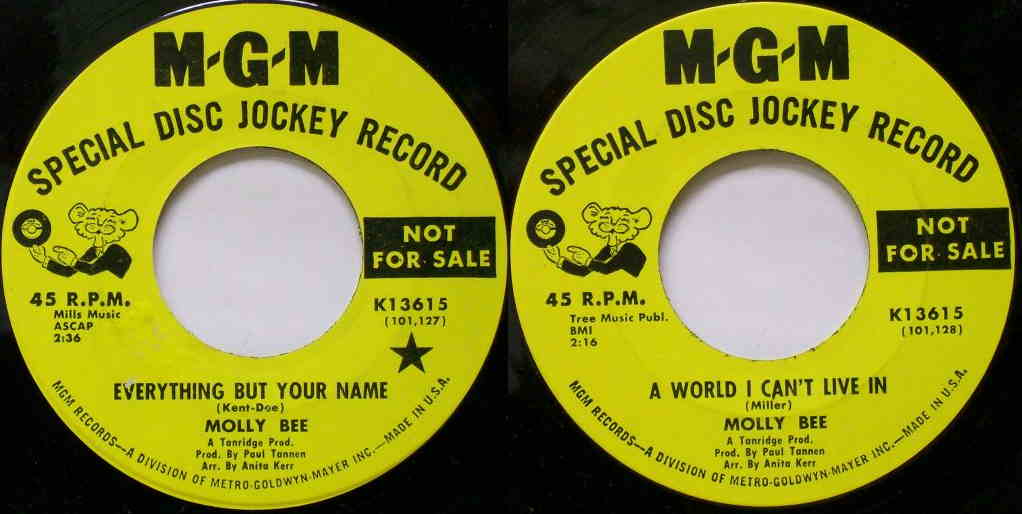 M-G-M
SPECIAL DISC JOCKEY RECORD
NOT
FOR SALE
45 R.P.M.
Mills Music
ASCAP
2:36
K13615
(101,127)
EVERYTHING BUT YOUR NAME
(Kent-Doe)
MOLLY BEE
A Tanridge Prod.
Prod. By Paul Tannen
Arr. By Anita Kerr
MGM RECORDS—A DIVISION OF METRO-GOLDWYN-MAYER INC.—MADE IN U.S.A.
M-G-M
SPECIAL DISC JOCKEY RECORD
NOT
FOR SALE
45 R.P.M.
Tree Music Publ.
BMI
2:16
K13615
(101,128)
A WORLD I CAN'T LIVE IN
(Miller)
MOLLY BEE
A Tanridge Prod.
Prod. By Paul Tannen
Arr. By Anita Kerr
MGM RECORDS—A DIVISION OF METRO-GOLDWYN-MAYER INC.—MADE IN U.S.A.